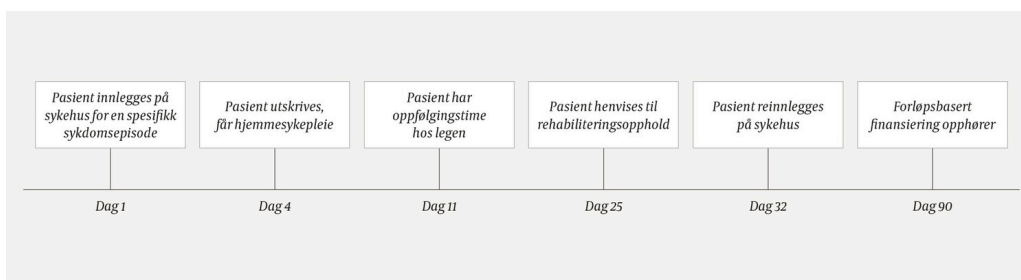 Pasient innlegges på
sykehus for en spesifikk
sykdomsepisode
Pasient utskrives,
får hjemmesykepleie
Pasient har
oppfølgingstime
hos legen
Pasient henvises til
rehabiliteringsopphold
Pasient reinnlegges
på sykehus
Forløpsbasert
finansiering opphører
Dag 1
Dag 4
Dag 11
Dag 25
Dag 32
Dag 90